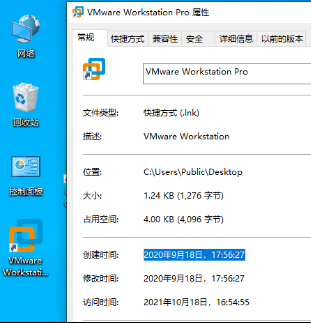 VMware Workstation Pro 属性
常规 快捷方式 兼容性 安全 详细信息 以前的版本
VMware Workstation Pro
文件类型: 快捷方式 (.lnk)
描述: VMware Workstation
位置: C:\Users\Public\Desktop
大小: 1.24 KB (1,276 字节)
占用空间: 4.00 KB (4,096 字节)
创建时间: 2020年9月18日，17:56:27
修改时间: 2020年9月18日，17:56:27
访问时间: 2021年10月18日，16:54:55
网络
回收站
控制面板
VMware
Workstati...